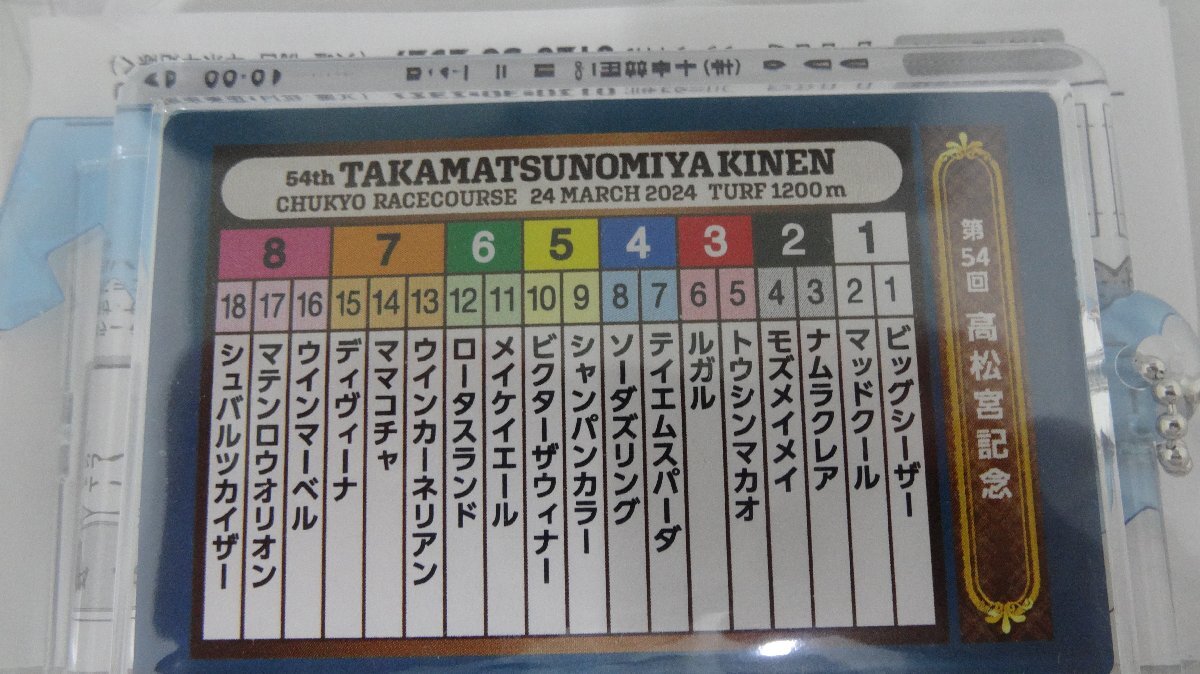 54th TAKAMATSUNOMIYAKINEN
CHUKYO RACECOURSE 24 MARCH 2024 TURF 1200m
8 7 6 5 4 3 2 1
18 17 16 15 14 13 12 11 10 9 8 7 6 5 4 3 2 1
第54回 高松宮記念
ビッグシーザー
マッドクール
ナムラクレア
モズメイメイ
トウシンマカオ
ルガル
テイエムスパーダ
ソーダズリング
シャンパンカラー
ビクターザウィナー
メイケイエール
ロータスランド
ウインカーネリアン
ママコチャ
ディヴィーナ
ウインマーベル
マテンロウオリオン
シュバルツカイザー